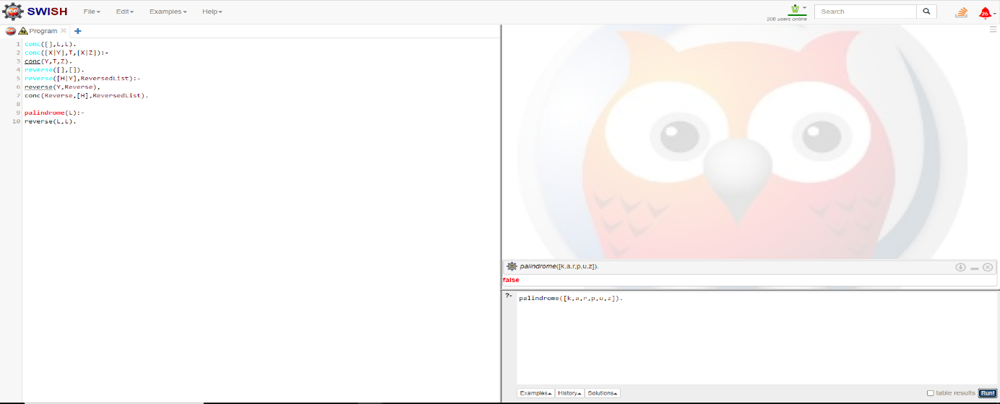 SWISH File Edit Examples Help 206 users online Search 26
Program
1 conc([],L,L).
2 conc([X|Y],T,[X|Z]):-
3 conc(Y,T,Z).
4 reverse([],[]).
5 reverse([H|Y],ReversedList):-
6 reverse(Y,Reverse),
7 conc(Reverse,[H],ReversedList).
8
9 palindrome(L):-
10 reverse(L,L).
palindrome([k,a,r,p,u,z]).
false
?- palindrome([k,a,r,p,u,z]).
Examples History Solutions table results Run!